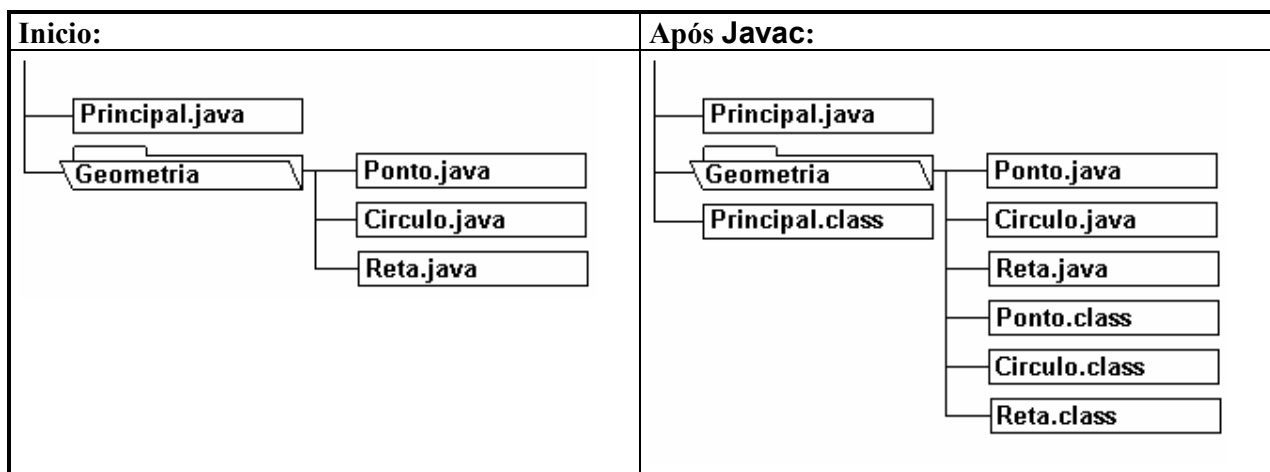 Inicio:
Principal.java
Geometria
Ponto.java
Circulo.java
Reta.java
Após Javac:
Principal.java
Geometria
Principal.class
Ponto.java
Circulo.java
Reta.java
Ponto.class
Circulo.class
Reta.class